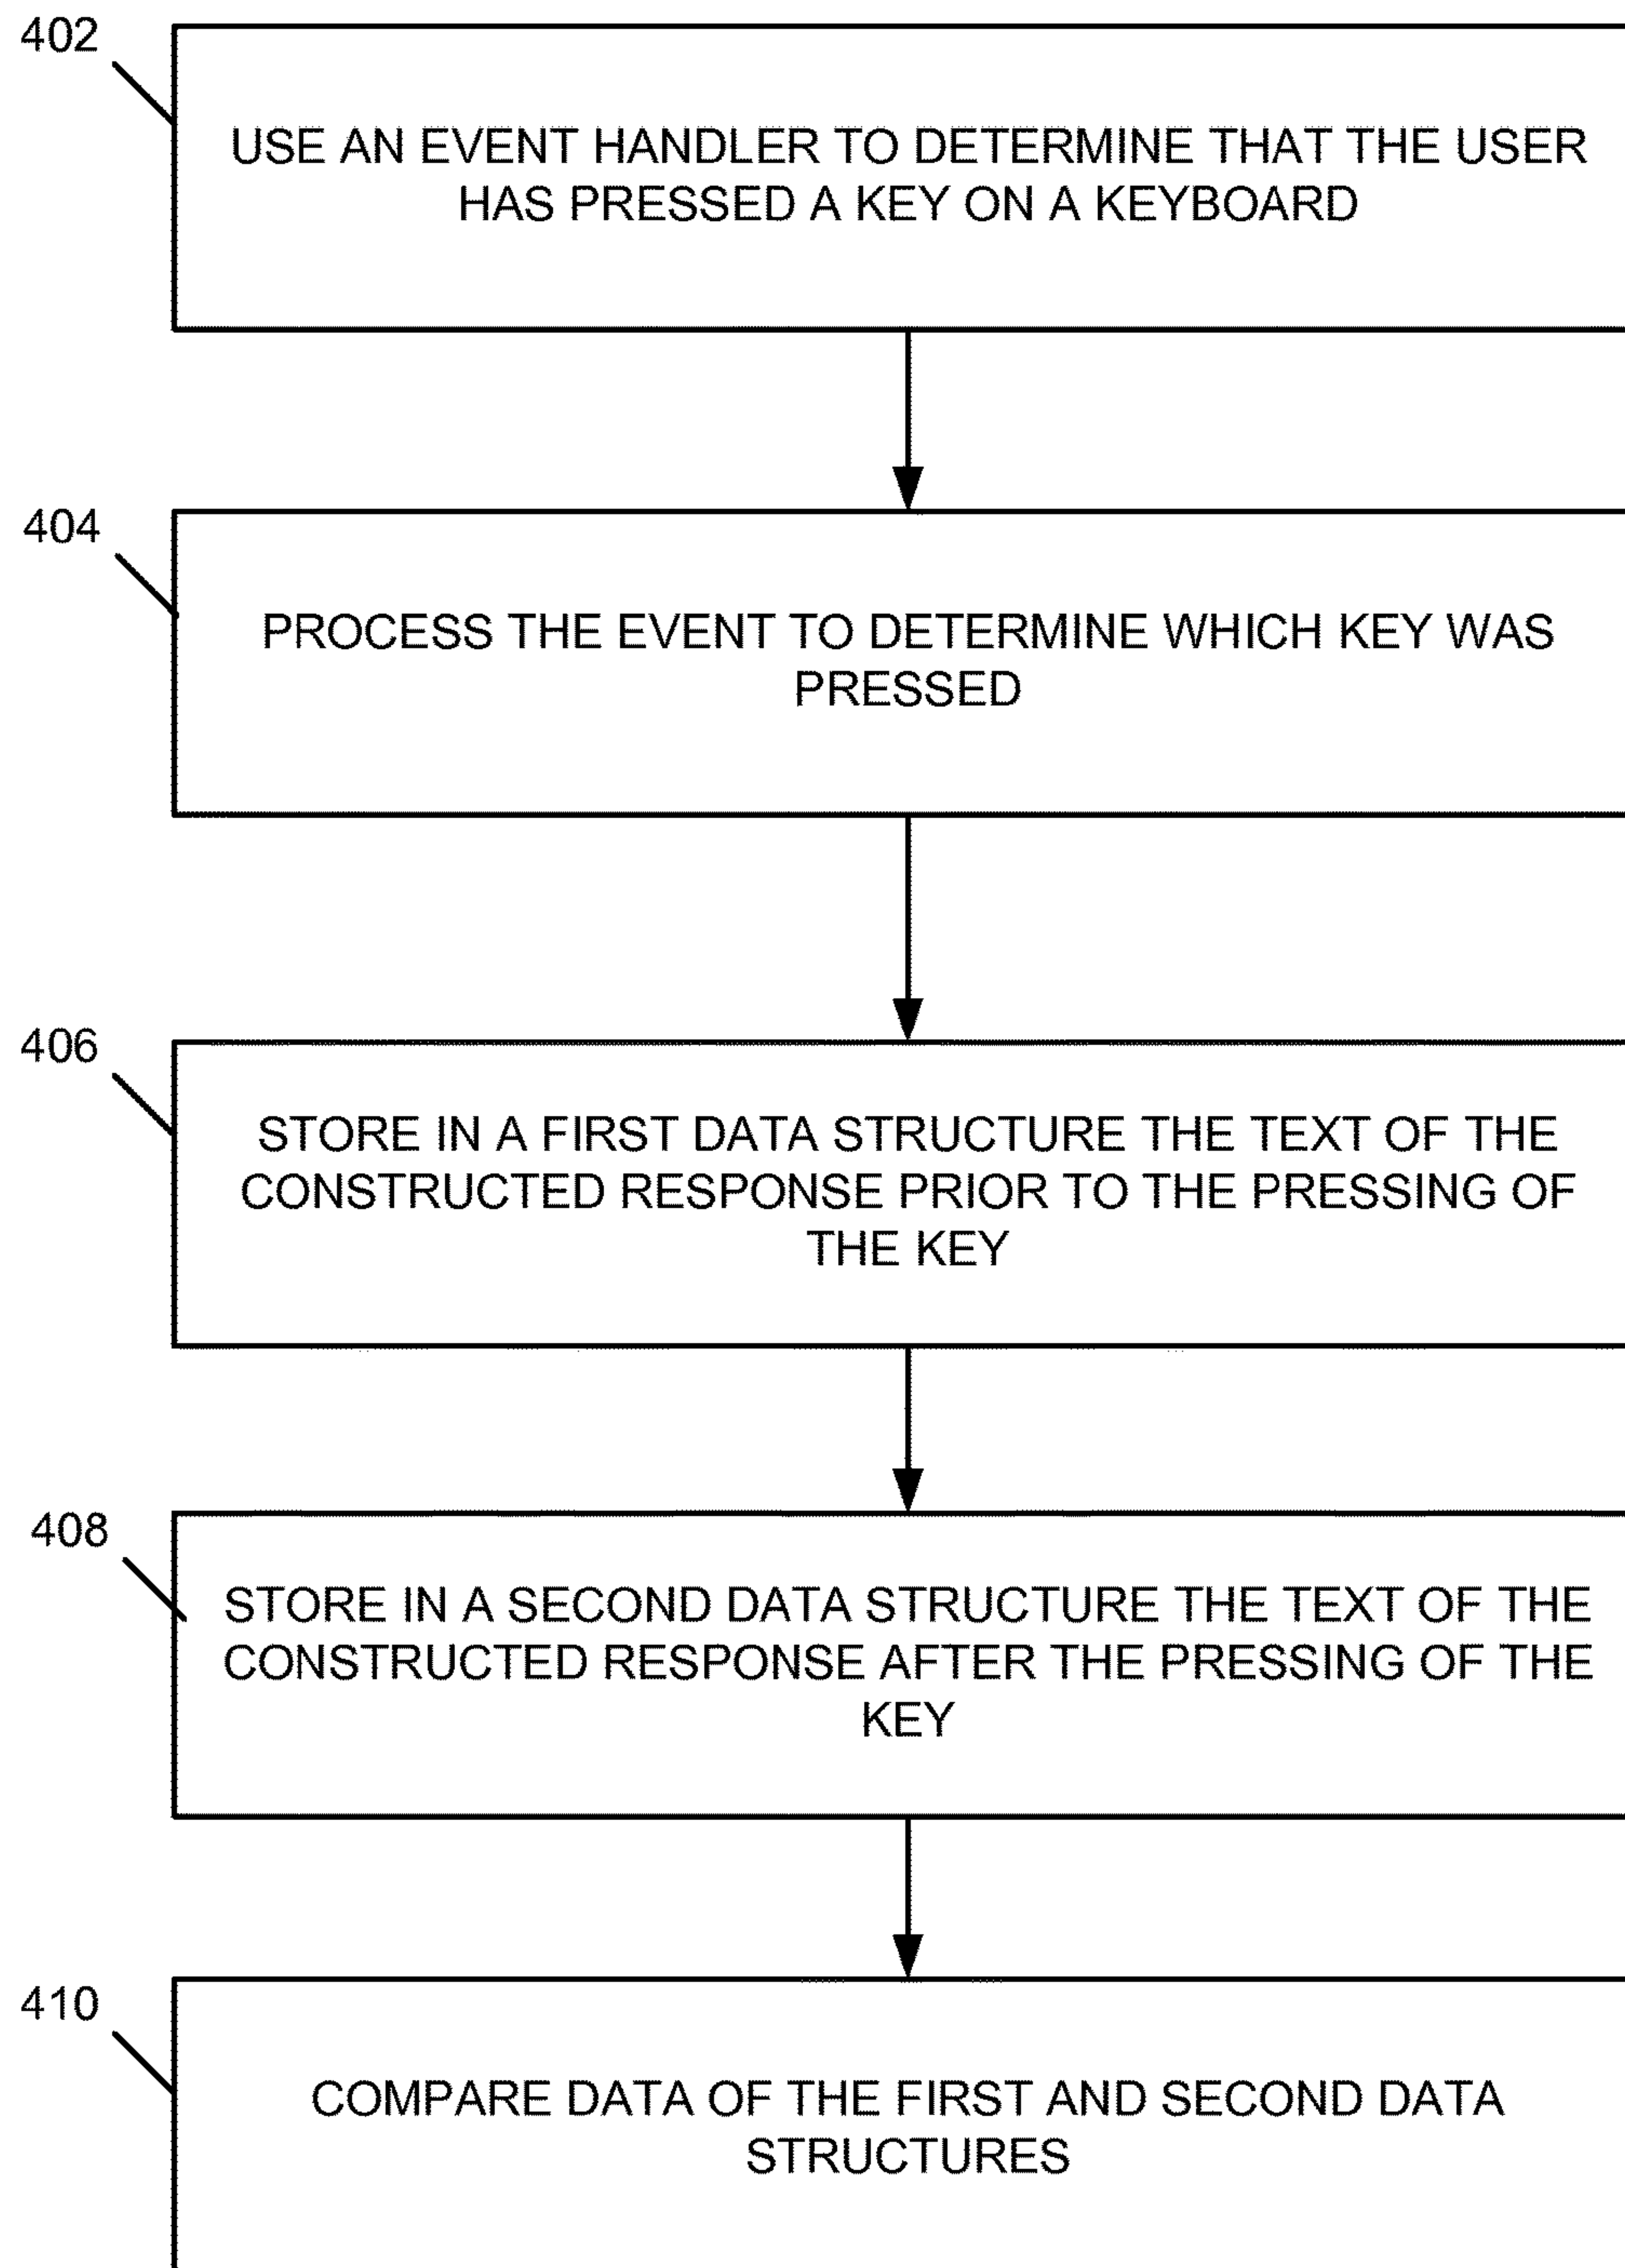 402
USE AN EVENT HANDLER TO DETERMINE THAT THE USER
HAS PRESSED A KEY ON A KEYBOARD
404
PROCESS THE EVENT TO DETERMINE WHICH KEY WAS
PRESSED
406
STORE IN A FIRST DATA STRUCTURE THE TEXT OF THE
CONSTRUCTED RESPONSE PRIOR TO THE PRESSING OF
THE KEY
408
STORE IN A SECOND DATA STRUCTURE THE TEXT OF THE
CONSTRUCTED RESPONSE AFTER THE PRESSING OF THE
KEY
410
COMPARE DATA OF THE FIRST AND SECOND DATA
STRUCTURES